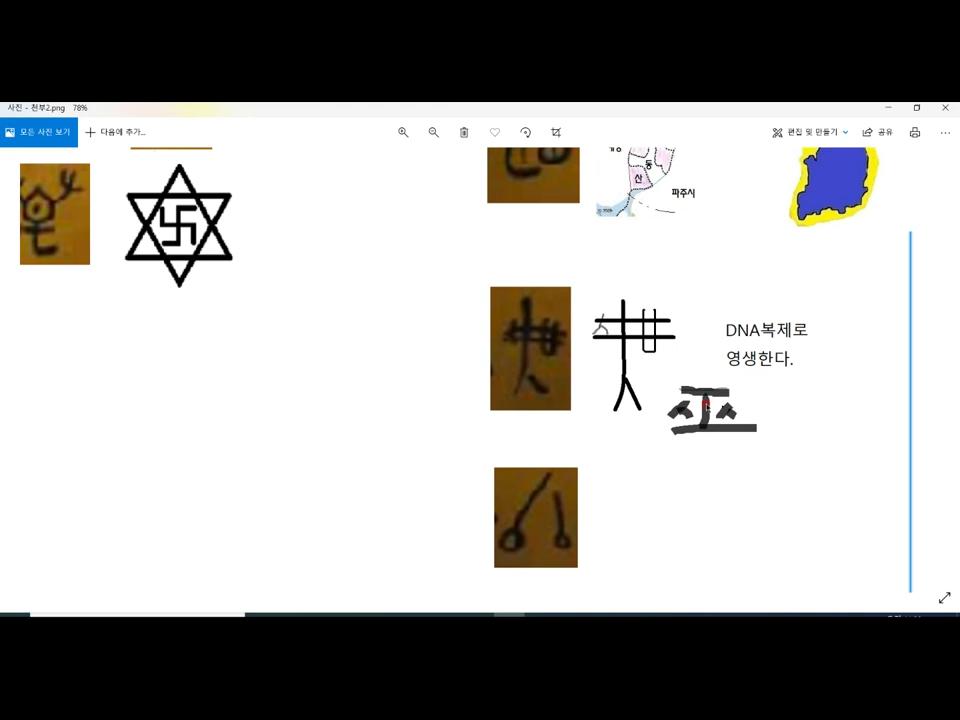 사진 - 천부2.png 78%
모든 사진 보기
다음에 추가...
편집 및 만들기
공유
동
산
파주시
DNA복제로
영생한다.
巫